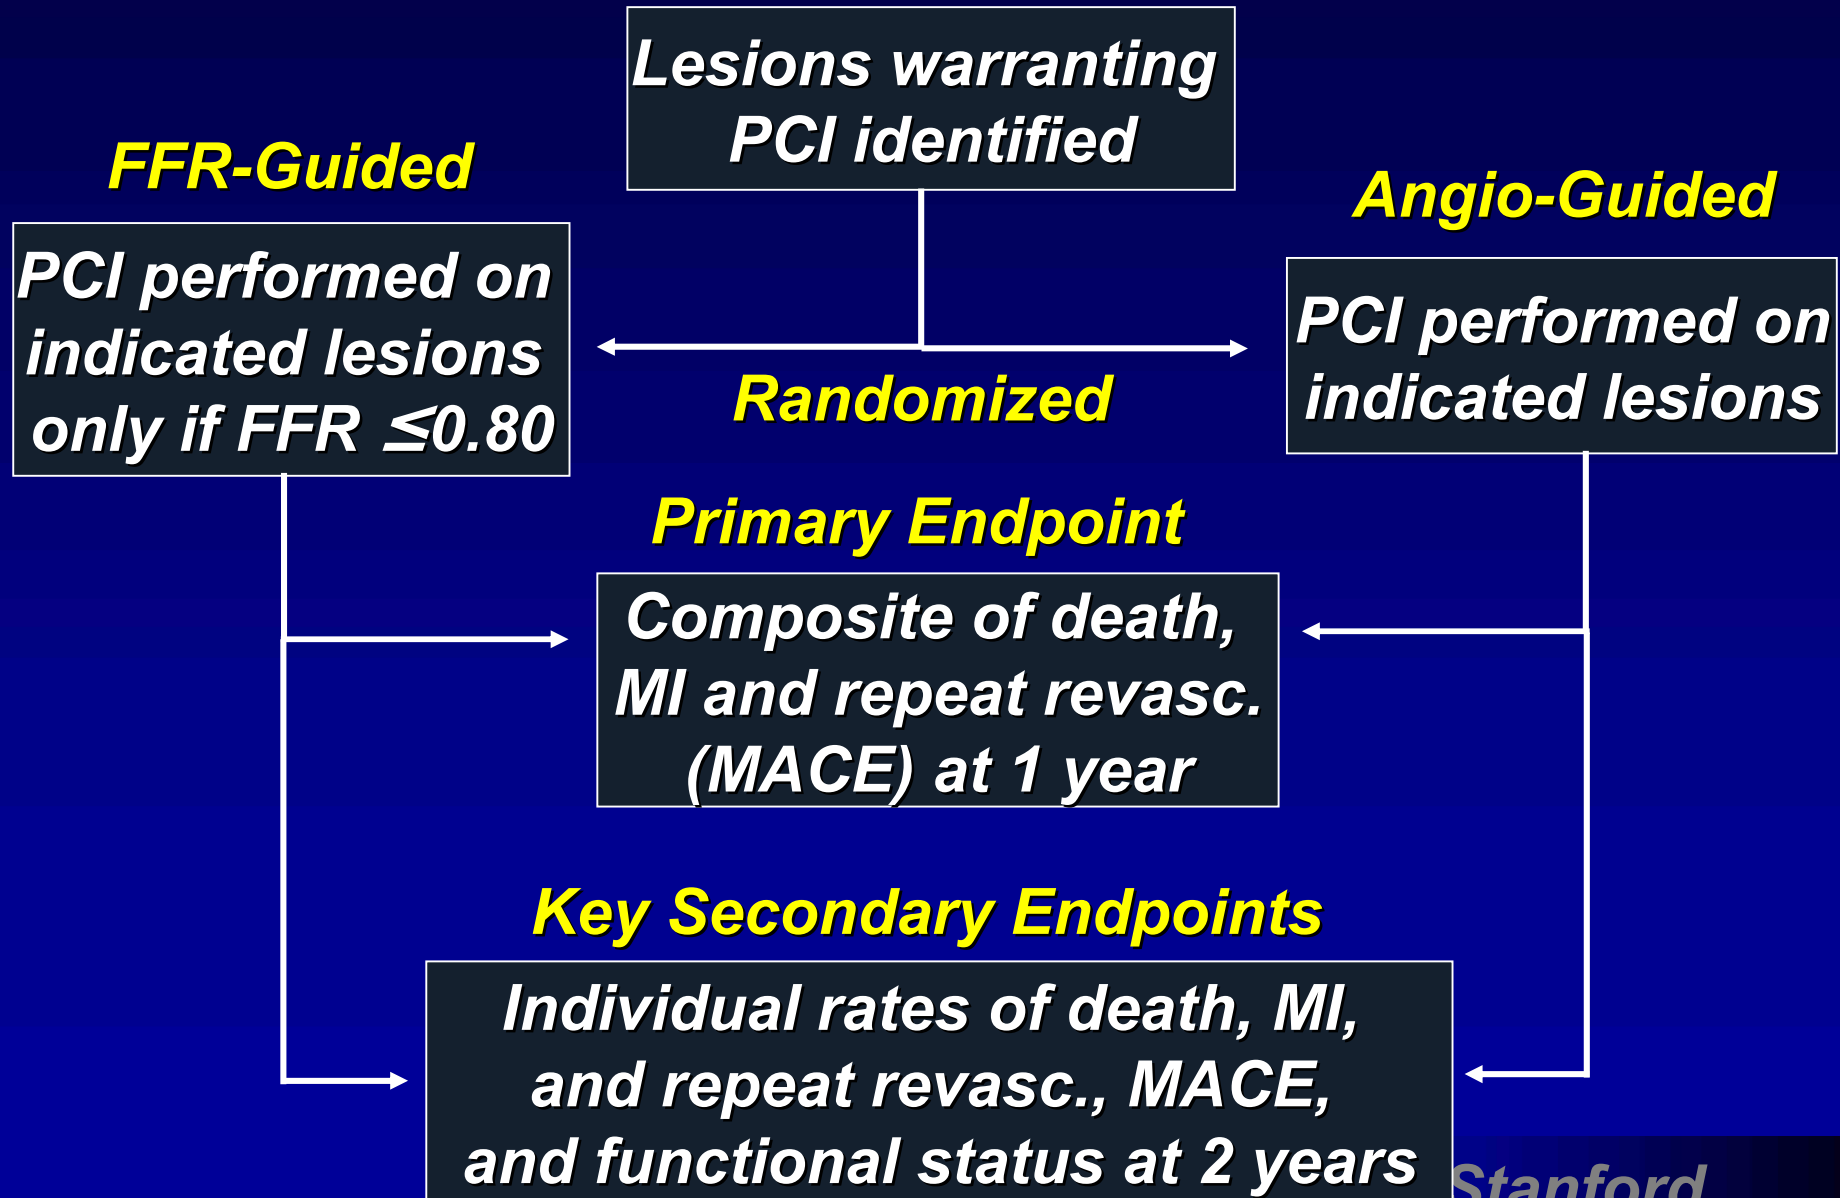 Lesions warranting
PCI identified
FFR-Guided
PCI performed on
indicated lesions
only if FFR ≤0.80
Angio-Guided
PCI performed on
indicated lesions
Randomized
Primary Endpoint
Composite of death,
MI and repeat revasc.
(MACE) at 1 year
Key Secondary Endpoints
Individual rates of death, MI,
and repeat revasc., MACE,
and functional status at 2 years
Stanford